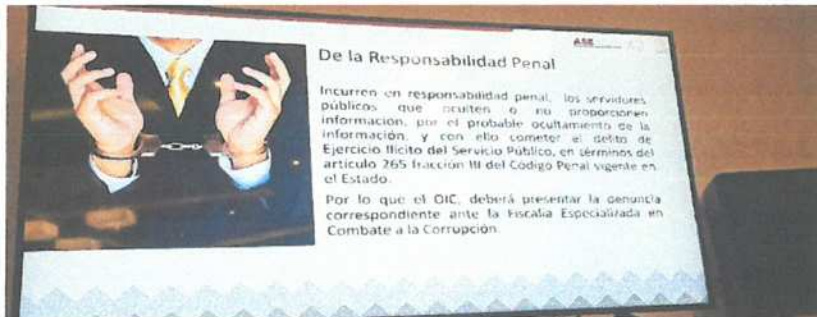 ASE
De la Responsabilidad Penal
Incurren en responsabilidad penal, los servidores
públicos que oculten o no proporcionen
información, por el probable ocultamiento de la
información, y con ello cometer el delito de
Ejercicio Ilícito del Servicio Público, en términos del
artículo 265 fracción III del Código Penal vigente en
el Estado.
Por lo que el OIC, deberá presentar la denuncia
correspondiente ante la Fiscalía Especializada en
Combate a la Corrupción.